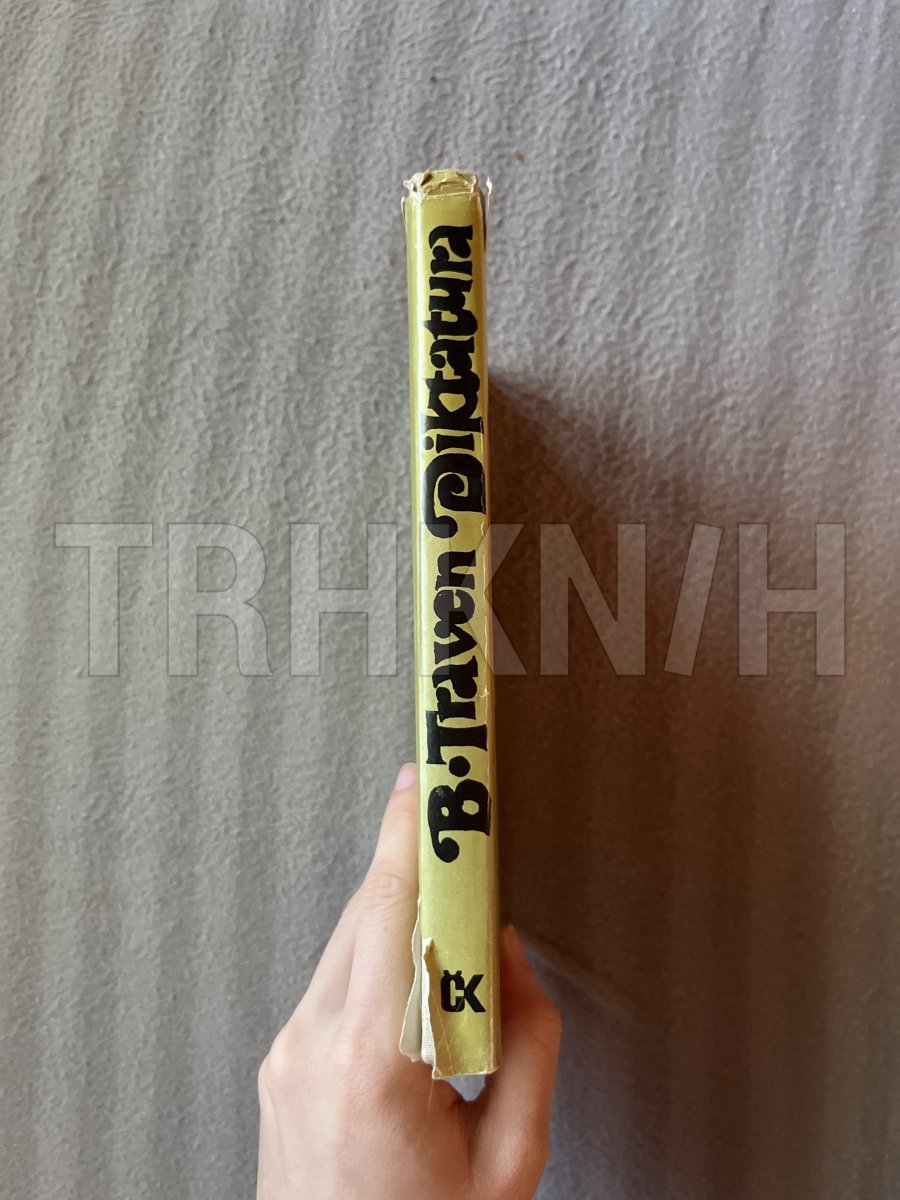 B. Traven Diktatura
ČK
TRHKNIH